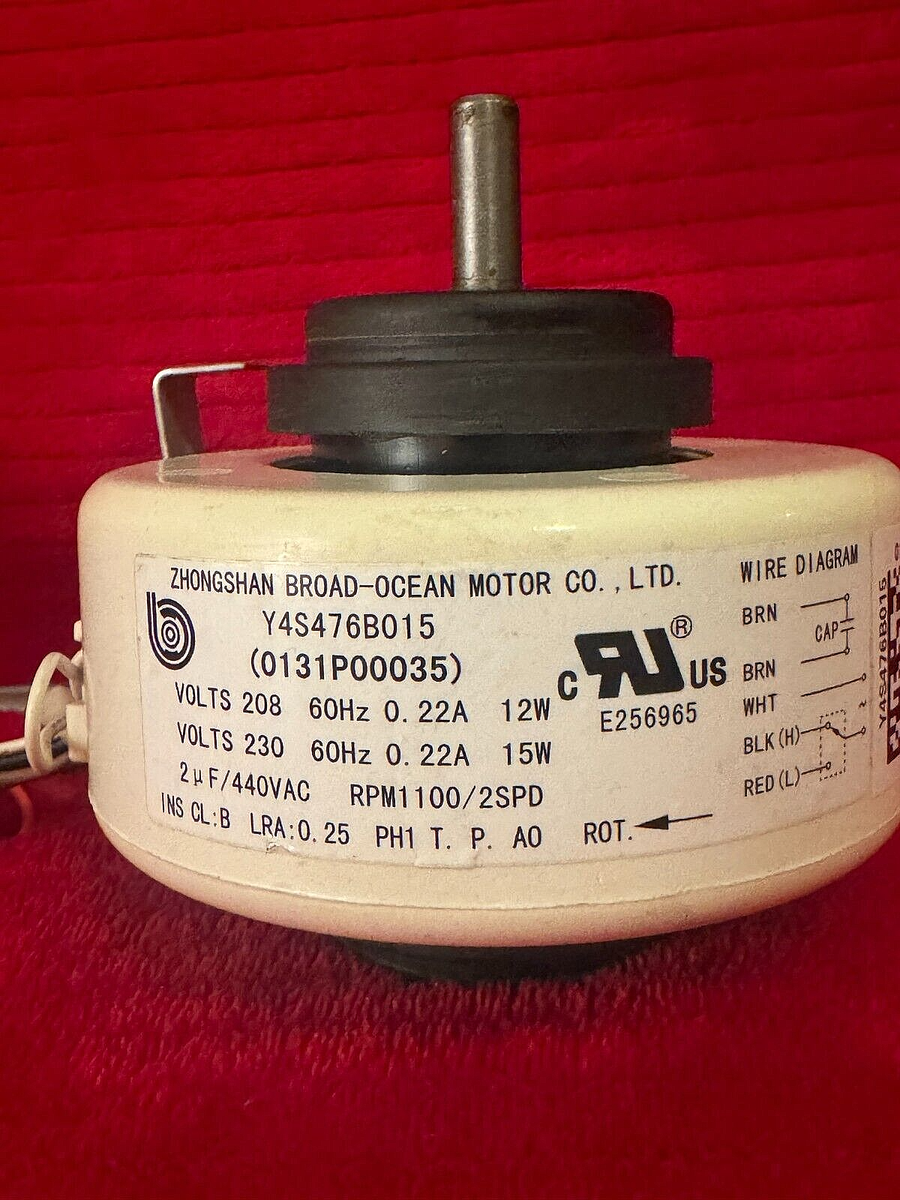 ZHONGSHAN BROAD-OCEAN MOTOR CO.,LTD.
Y4S476B015
(0131P00035)
VOLTS 208 60Hz 0.22A 12W
VOLTS 230 60Hz 0.22A 15W
2μF/440VAC RPM1100/2SPD
INS CL:B LRA:0.25 PH1 T. P. AO ROT.
C RU US ®
E256965
WIRE DIAGRAM
BRN
CAP
BRN
WHT
~
BLK(H)
RED(L)
Y4S476B015